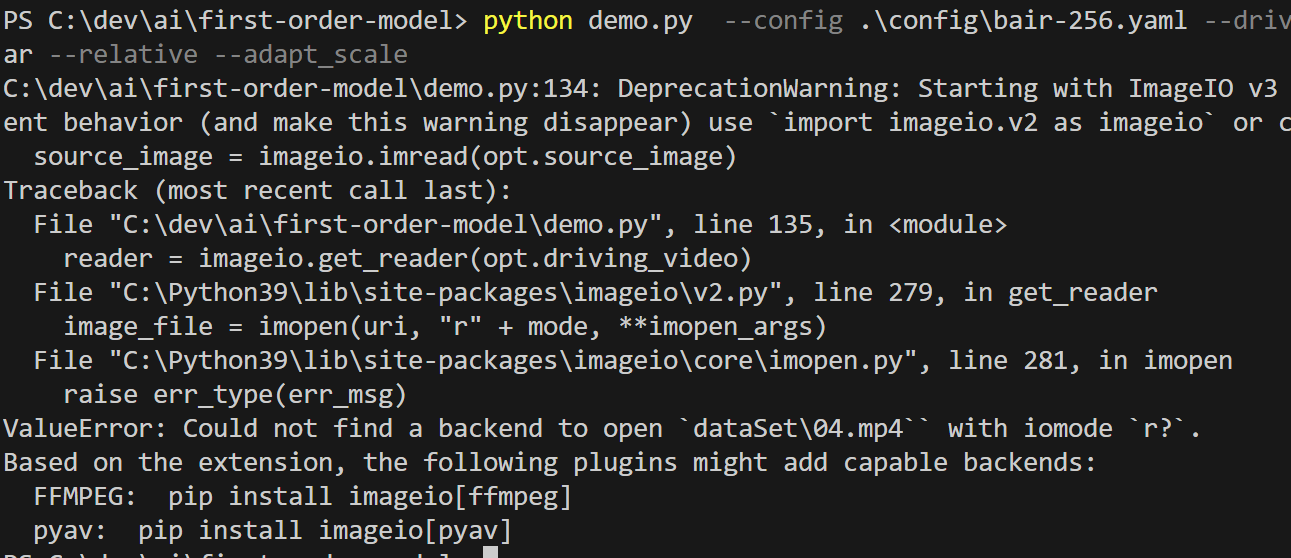 PS C:\dev\ai\first-order-model> python demo.py  --config .\config\bair-256.yaml --driv
ar --relative --adapt_scale
C:\dev\ai\first-order-model\demo.py:134: DeprecationWarning: Starting with ImageIO v3
ent behavior (and make this warning disappear) use `import imageio.v2 as imageio` or c
  source_image = imageio.imread(opt.source_image)
Traceback (most recent call last):
  File "C:\dev\ai\first-order-model\demo.py", line 135, in <module>
    reader = imageio.get_reader(opt.driving_video)
  File "C:\Python39\lib\site-packages\imageio\v2.py", line 279, in get_reader
    image_file = imopen(uri, "r" + mode, **imopen_args)
  File "C:\Python39\lib\site-packages\imageio\core\imopen.py", line 281, in imopen
    raise err_type(err_msg)
ValueError: Could not find a backend to open `dataSet\04.mp4`` with iomode `r?`.
Based on the extension, the following plugins might add capable backends:
  FFMPEG:  pip install imageio[ffmpeg]
  pyav:  pip install imageio[pyav]